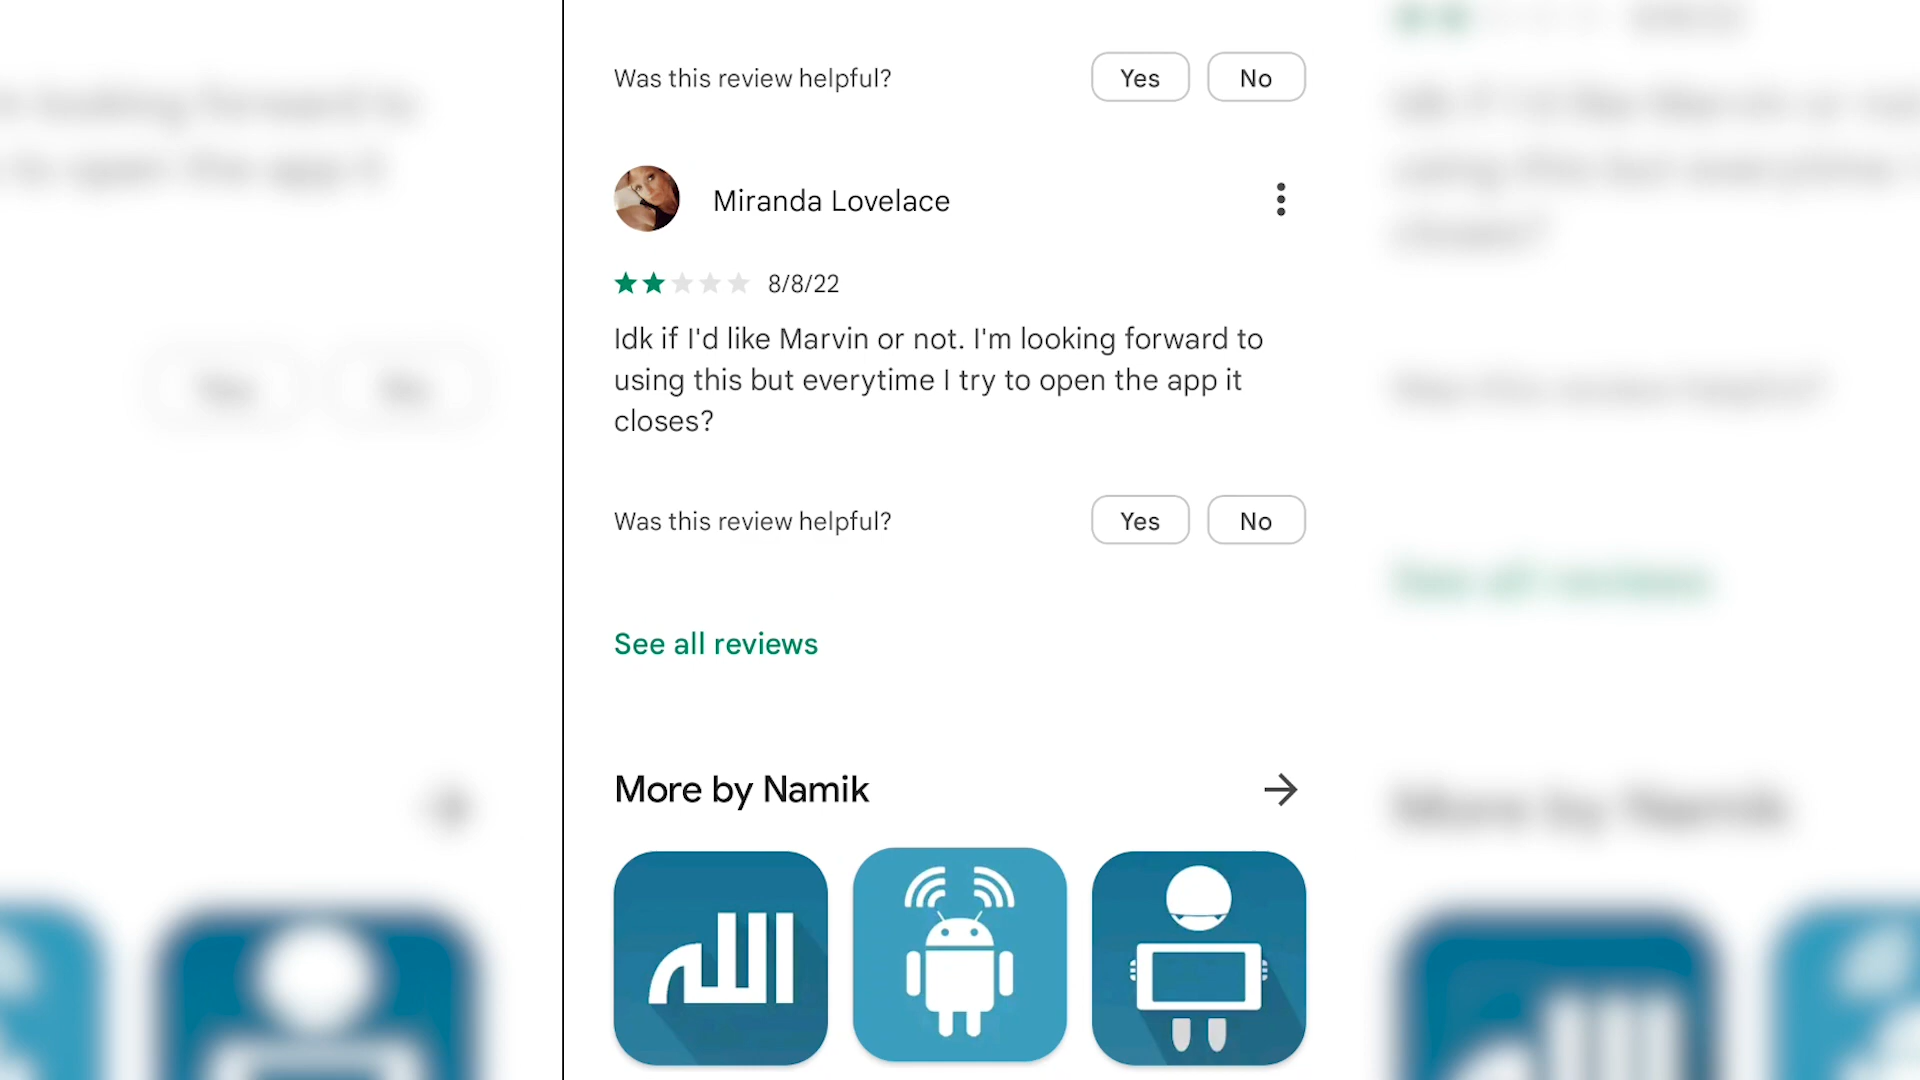 Was this review helpful?
Yes
No
Miranda Lovelace
8/8/22
Idk if I'd like Marvin or not. I'm looking forward to
using this but everytime I try to open the app it
closes?
Was this review helpful?
Yes
No
See all reviews
More by Namik
الله